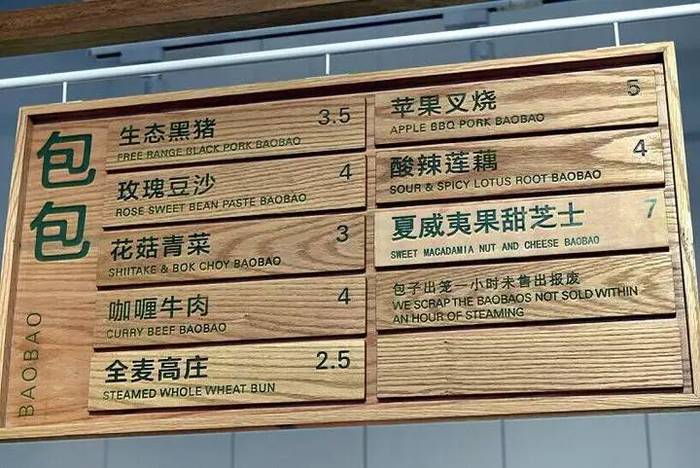 包包
BAOBAO
生态黑猪 3.5
FREE RANGE BLACK PORK BAOBAO
玫瑰豆沙 4
ROSE SWEET BEAN PASTE BAOBAO
花菇青菜 3
SHIITAKE & BOK CHOY BAOBAO
咖喱牛肉 4
CURRY BEEF BAOBAO
全麦高庄 2.5
STEAMED WHOLE WHEAT BUN
苹果叉烧 5
APPLE BBQ PORK BAOBAO
酸辣莲藕 4
SOUR & SPICY LOTUS ROOT BAOBAO
夏威夷果甜芝士 7
SWEET MACADAMIA NUT AND CHEESE BAOBAO
包子出笼一小时未售出报废
WE SCRAP THE BAOBAOS NOT SOLD WITHIN
AN HOUR OF STEAMING